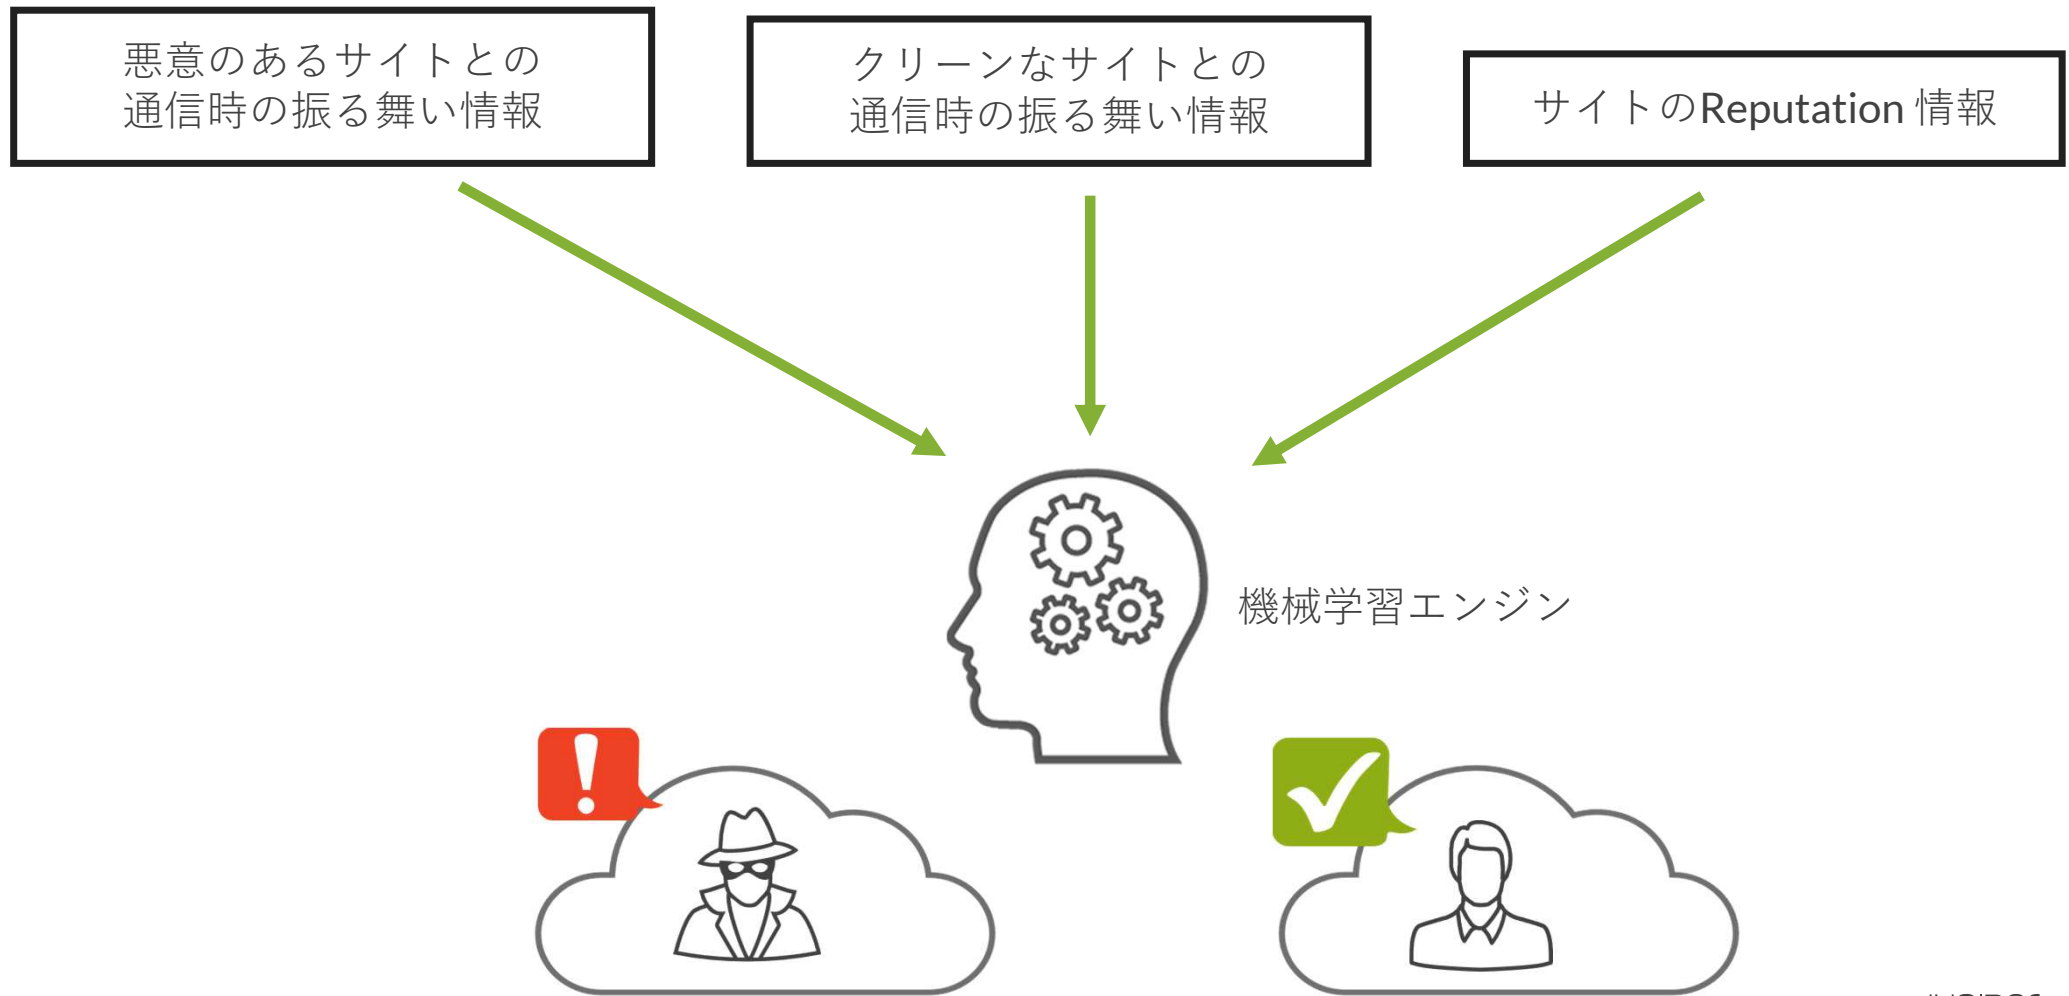 悪意のあるサイトとの
通信時の振る舞い情報
クリーンなサイトとの
通信時の振る舞い情報
サイトのReputation 情報
機械学習エンジン